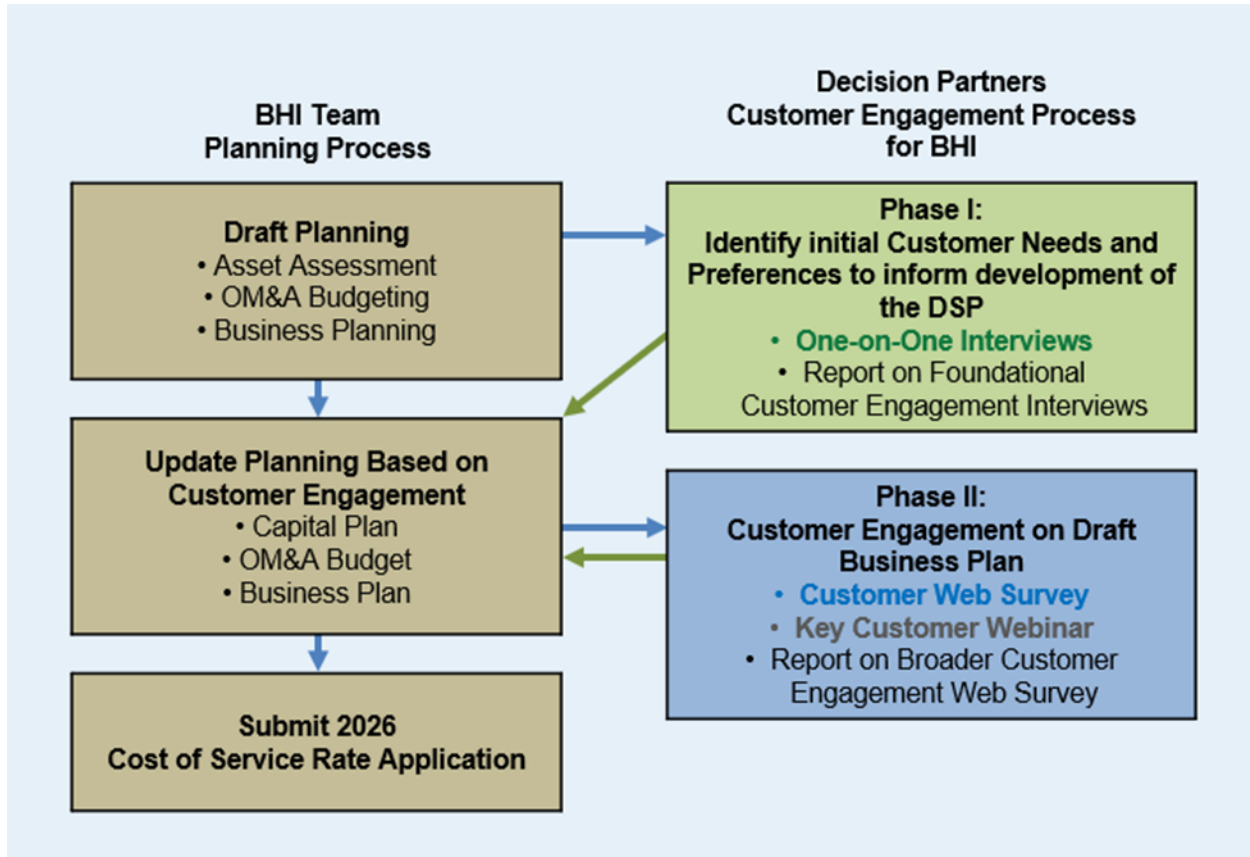 BHI Team
Planning Process
Decision Partners
Customer Engagement Process
for BHI
Draft Planning
• Asset Assessment
• OM&A Budgeting
• Business Planning
Phase I:
Identify initial Customer Needs and
Preferences to inform development of
the DSP
• One-on-One Interviews
• Report on Foundational
Customer Engagement Interviews
Update Planning Based on
Customer Engagement
• Capital Plan
• OM&A Budget
• Business Plan
Phase II:
Customer Engagement on Draft
Business Plan
• Customer Web Survey
• Key Customer Webinar
• Report on Broader Customer
Engagement Web Survey
Submit 2026
Cost of Service Rate Application